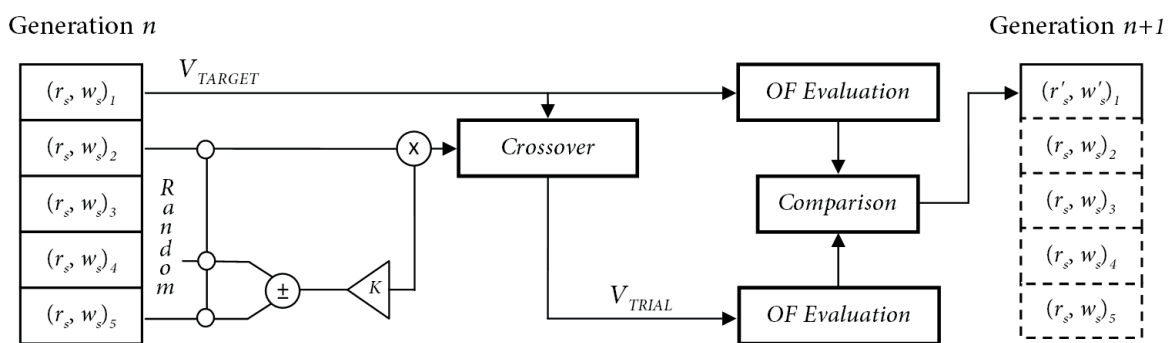 Generation n
Generation n+1
V_TARGET
(r_s, w_s)_1
OF Evaluation
(r'_s, w'_s)_1
(r_s, w_s)_2
x
Crossover
(r_s, w_s)_2
Random
(r_s, w_s)_3
Comparison
(r_s, w_s)_3
(r_s, w_s)_4
(r_s, w_s)_4
±
K
(r_s, w_s)_5
V_TRIAL
OF Evaluation
(r_s, w_s)_5